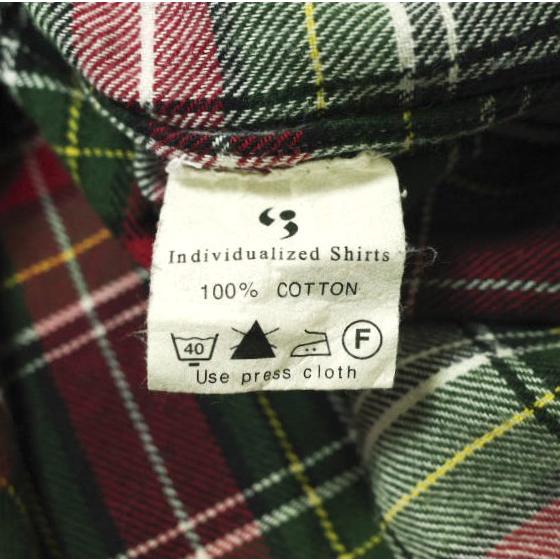 Individualized Shirts
100% COTTON
40 F
Use press cloth